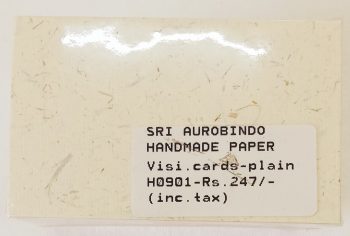 SRI AUROBINDO
HANDMADE PAPER
Visi.cards-plain
H0901-Rs.247/-
(inc.tax)